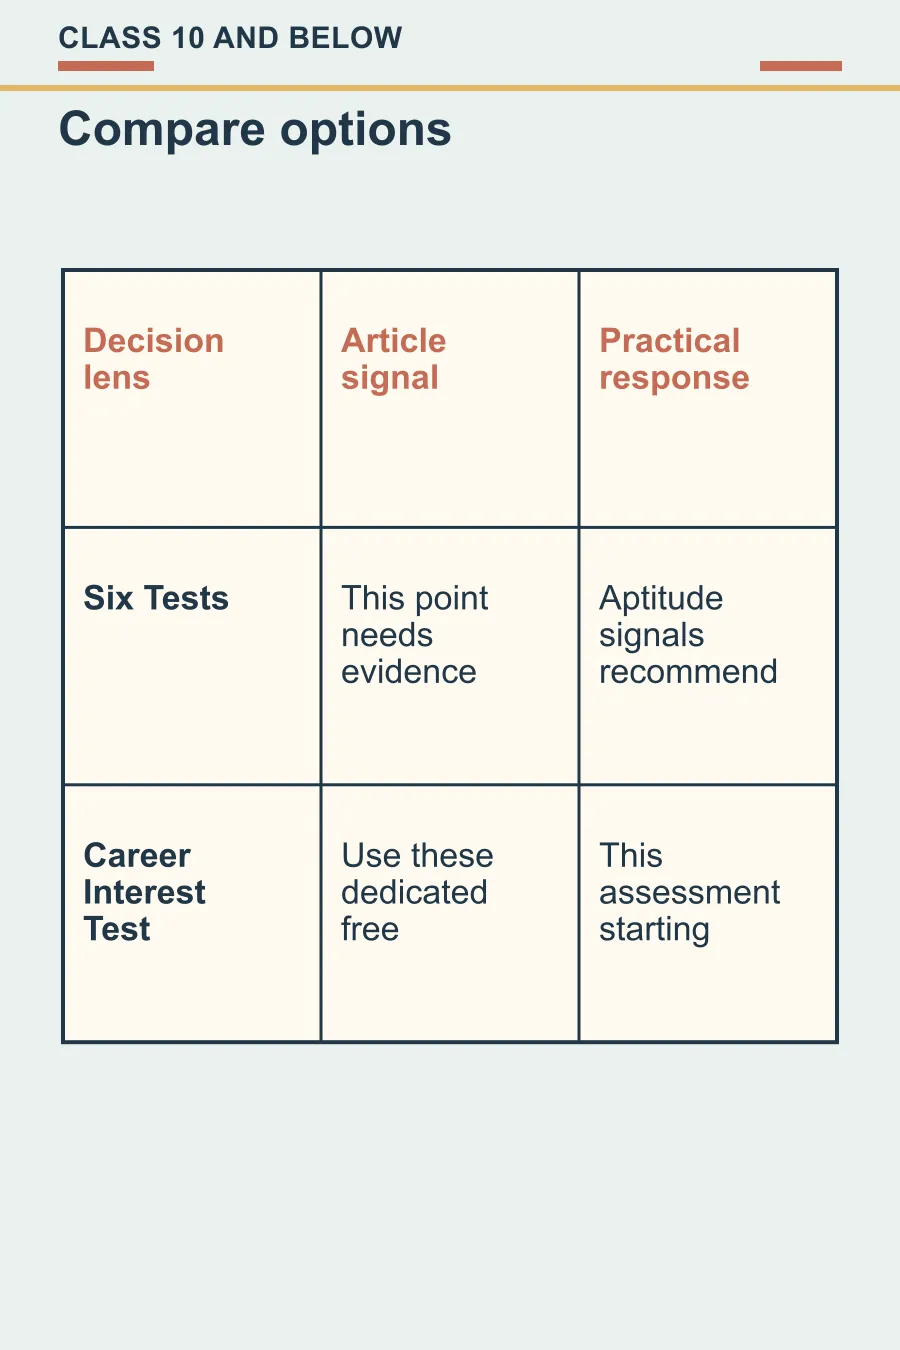 CLASS 10 AND BELOW
Compare options
Decision
lens
Article
signal
Practical
response
Six Tests
This point
needs
evidence
Aptitude
signals
recommend
Career
Interest
Test
Use these
dedicated
free
This
assessment
starting